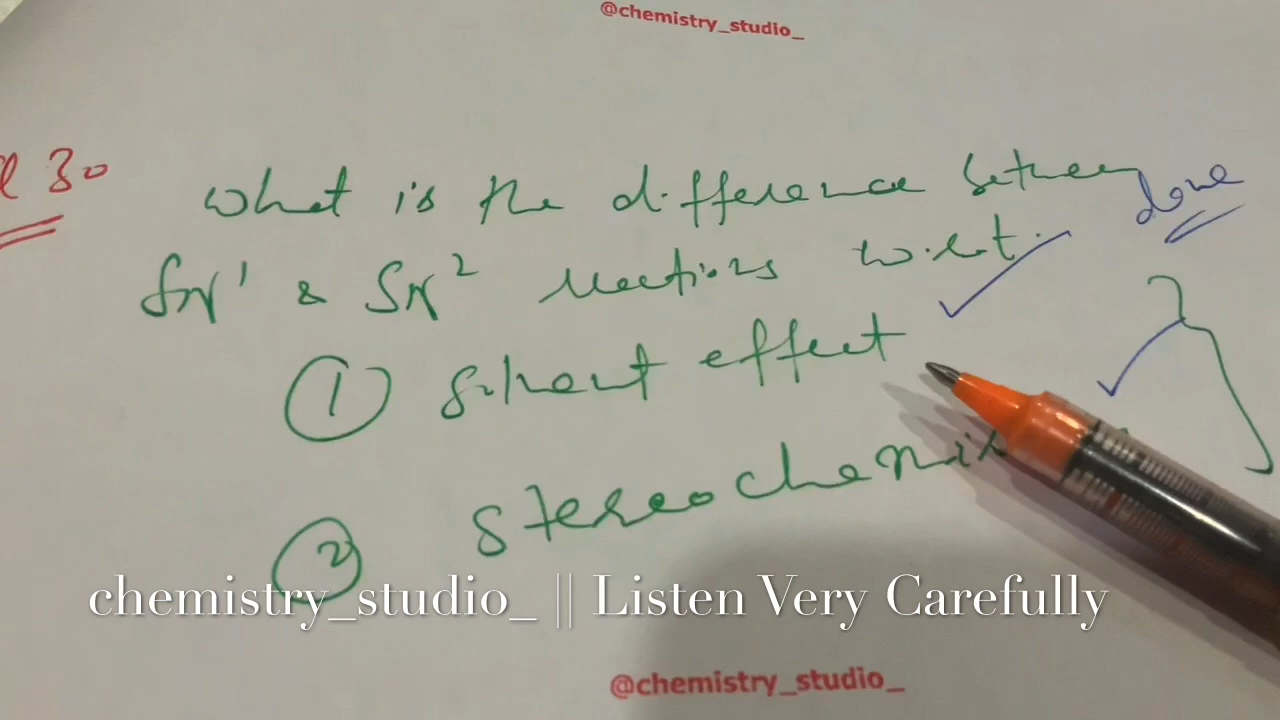 @chemistry_studio_
30
What is the difference between
done
SN1 & SN2 reactions w.r.t.
① solvent effect
② stereochemis
chemistry_studio_ || Listen Very Carefully
@chemistry_studio_